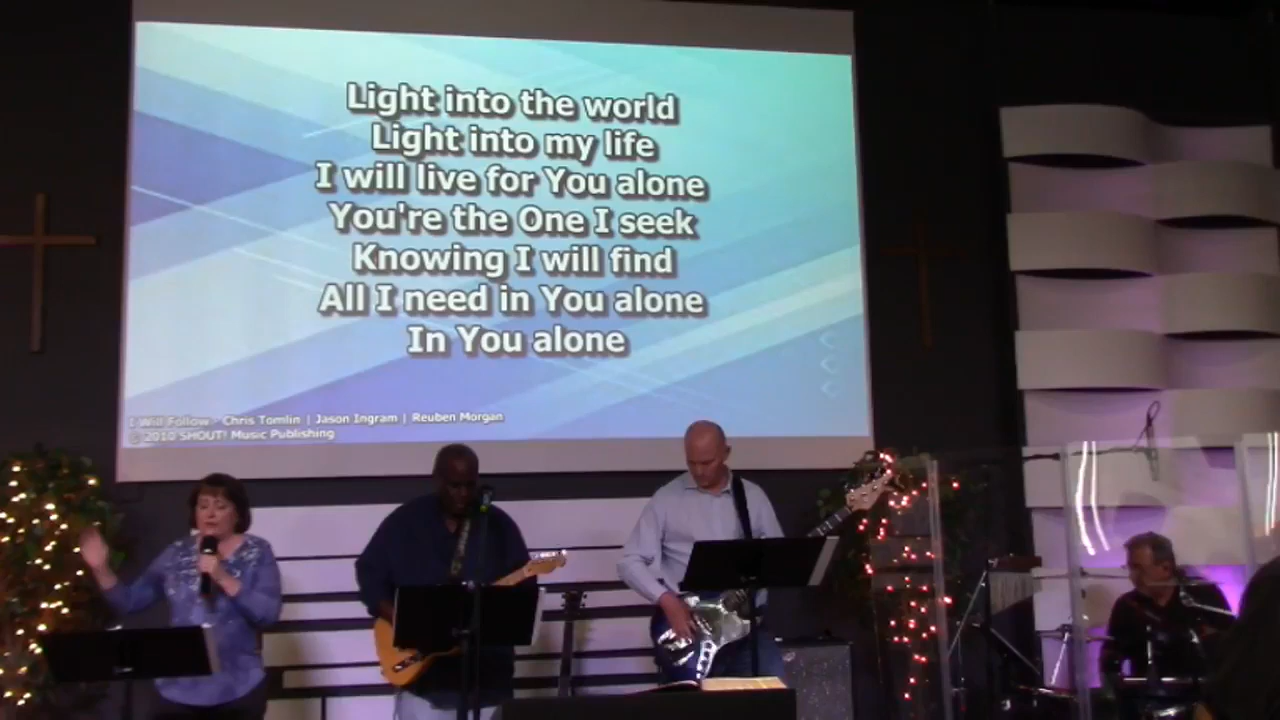 Light into the world
Light into my life
I will live for You alone
You're the One I seek
Knowing I will find
All I need in You alone
In You alone
I Will Follow - Chris Tomlin | Jason Ingram | Reuben Morgan
© 2010 SHOUT! Music Publishing